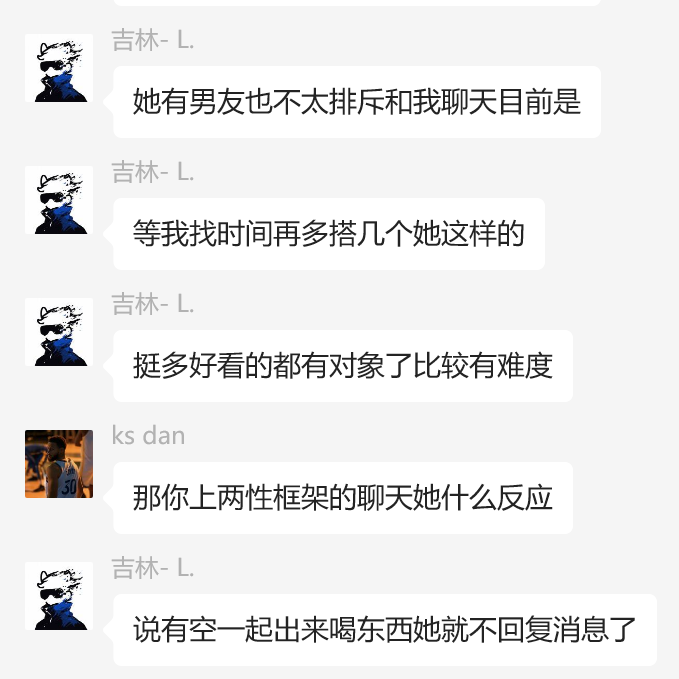 吉林- L.
她有男友也不太排斥和我聊天目前是
吉林- L.
等我找时间再多搭几个她这样的
吉林- L.
挺多好看的都有对象了比较有难度
ks dan
30
那你上两性框架的聊天她什么反应
吉林- L.
说有空一起出来喝东西她就不回复消息了